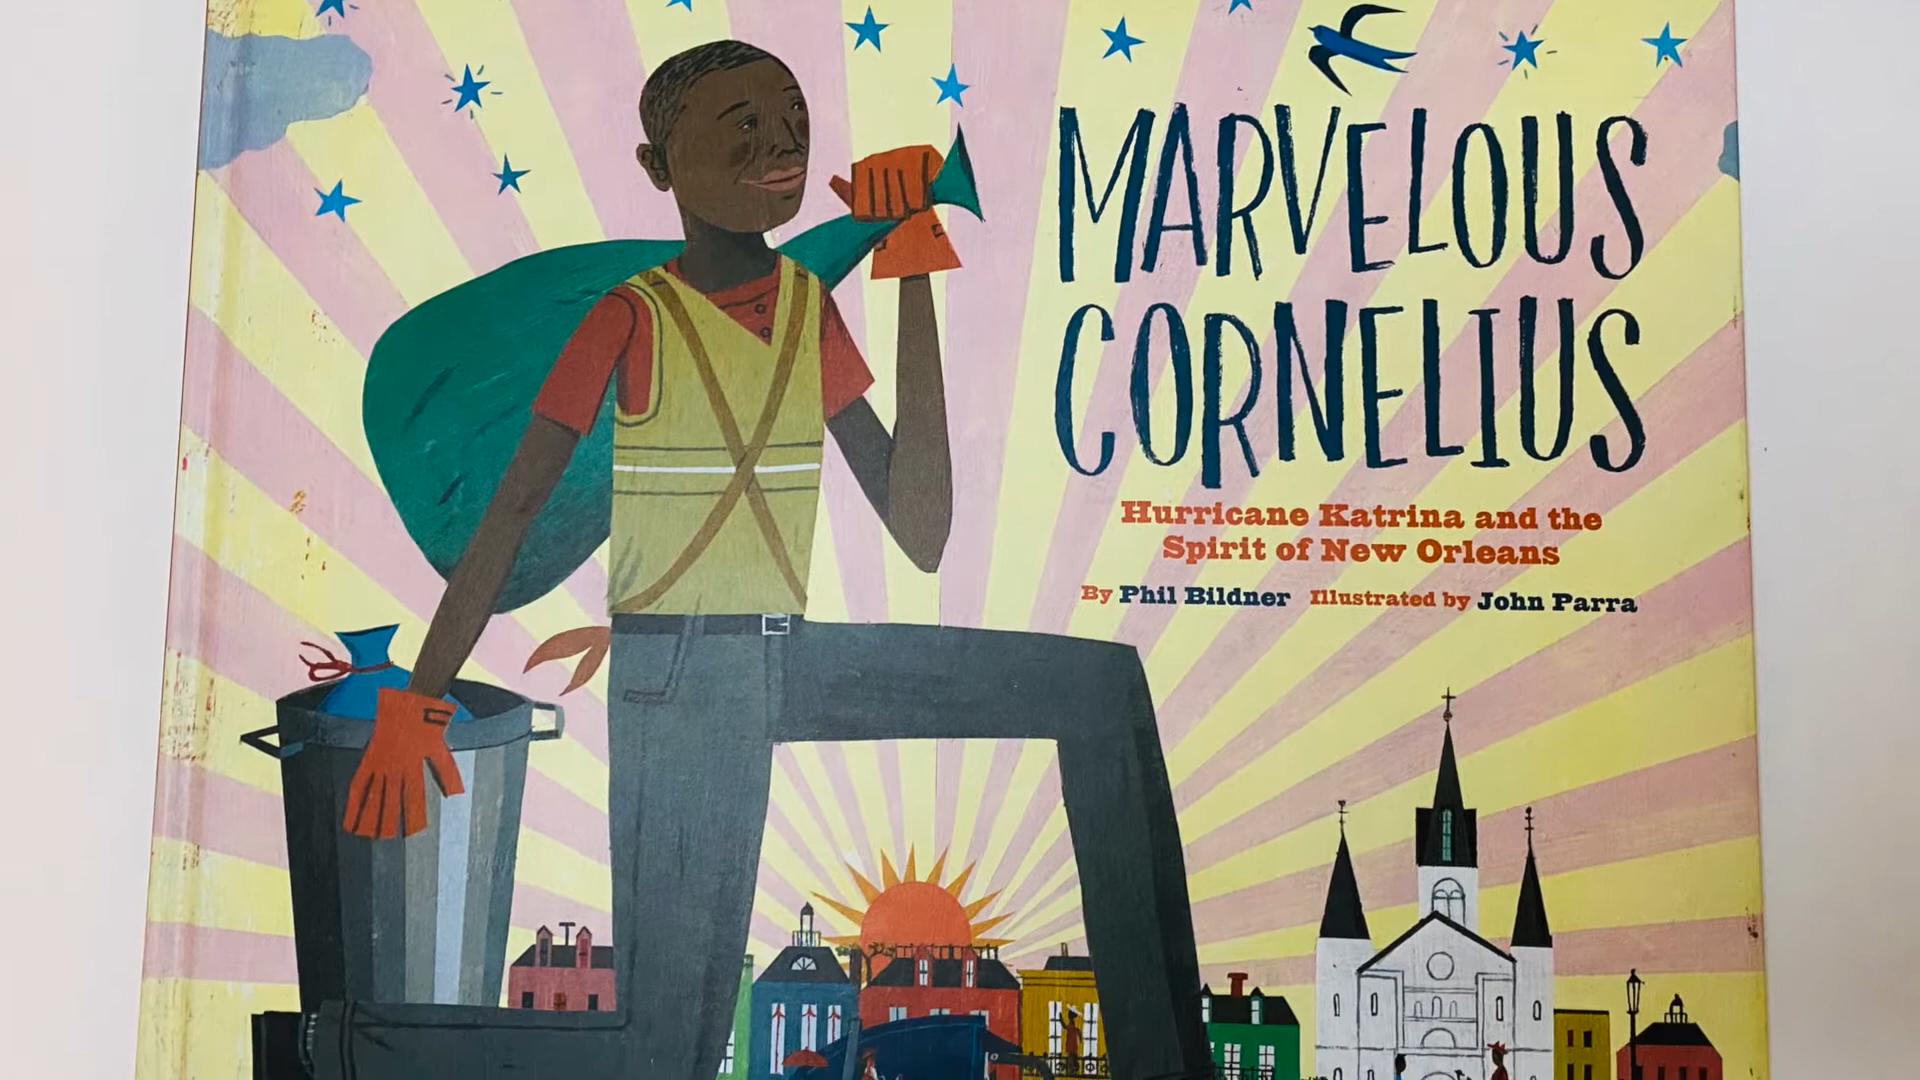 MARVELOUS
CORNELIUS
Hurricane Katrina and the
Spirit of New Orleans
By Phil Bildner Illustrated by John Parra